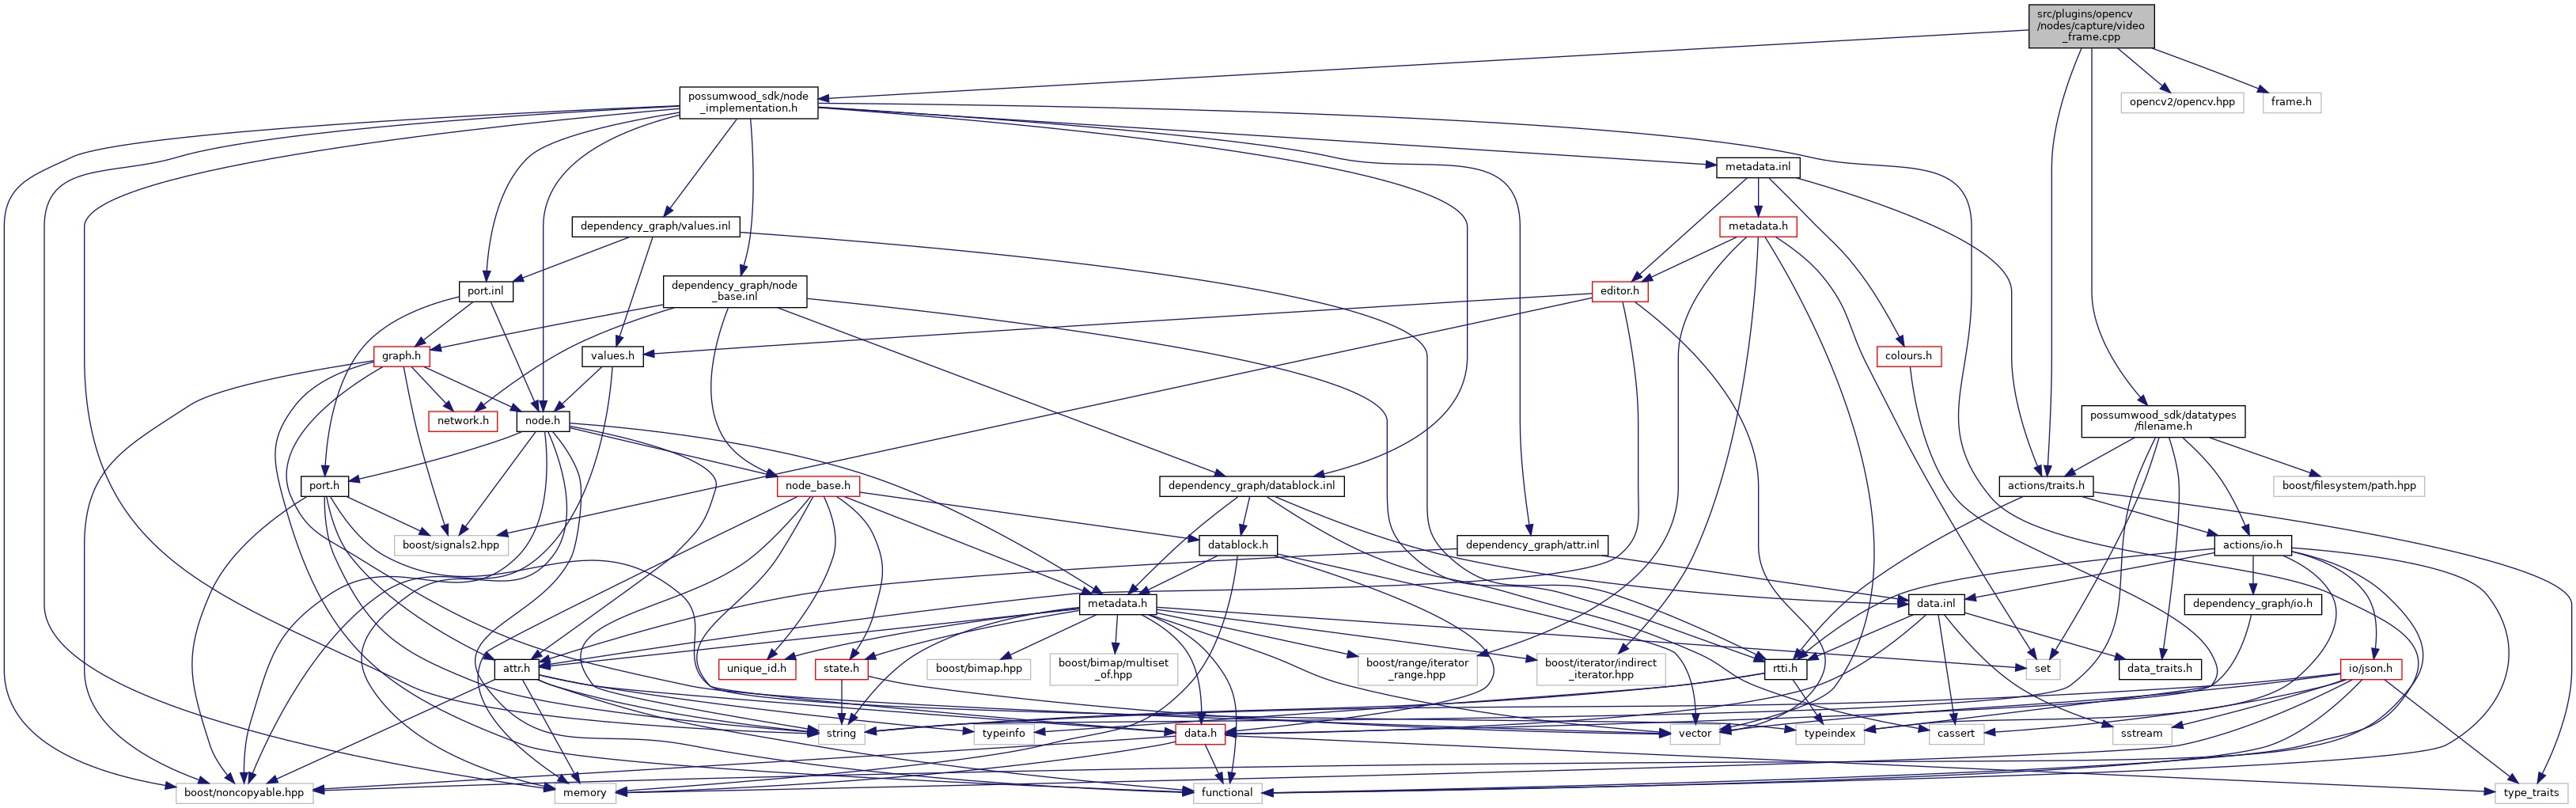 src/plugins/opencv
/nodes/capture/video
_frame.cpp
possumwood_sdk/node
_implementation.h
opencv2/opencv.hpp
frame.h
metadata.inl
dependency_graph/values.inl
metadata.h
port.inl
dependency_graph/node
_base.inl
editor.h
graph.h
values.h
colours.h
network.h
node.h
possumwood_sdk/datatypes
/filename.h
port.h
node_base.h
dependency_graph/datablock.inl
actions/traits.h
boost/filesystem/path.hpp
boost/signals2.hpp
datablock.h
dependency_graph/attr.inl
actions/io.h
metadata.h
data.inl
dependency_graph/io.h
attr.h
unique_id.h
state.h
boost/bimap.hpp
boost/bimap/multiset
_of.hpp
boost/range/iterator
_range.hpp
boost/iterator/indirect
_iterator.hpp
rtti.h
set
data_traits.h
io/json.h
string
typeinfo
data.h
vector
typeindex
cassert
sstream
boost/noncopyable.hpp
memory
functional
type_traits